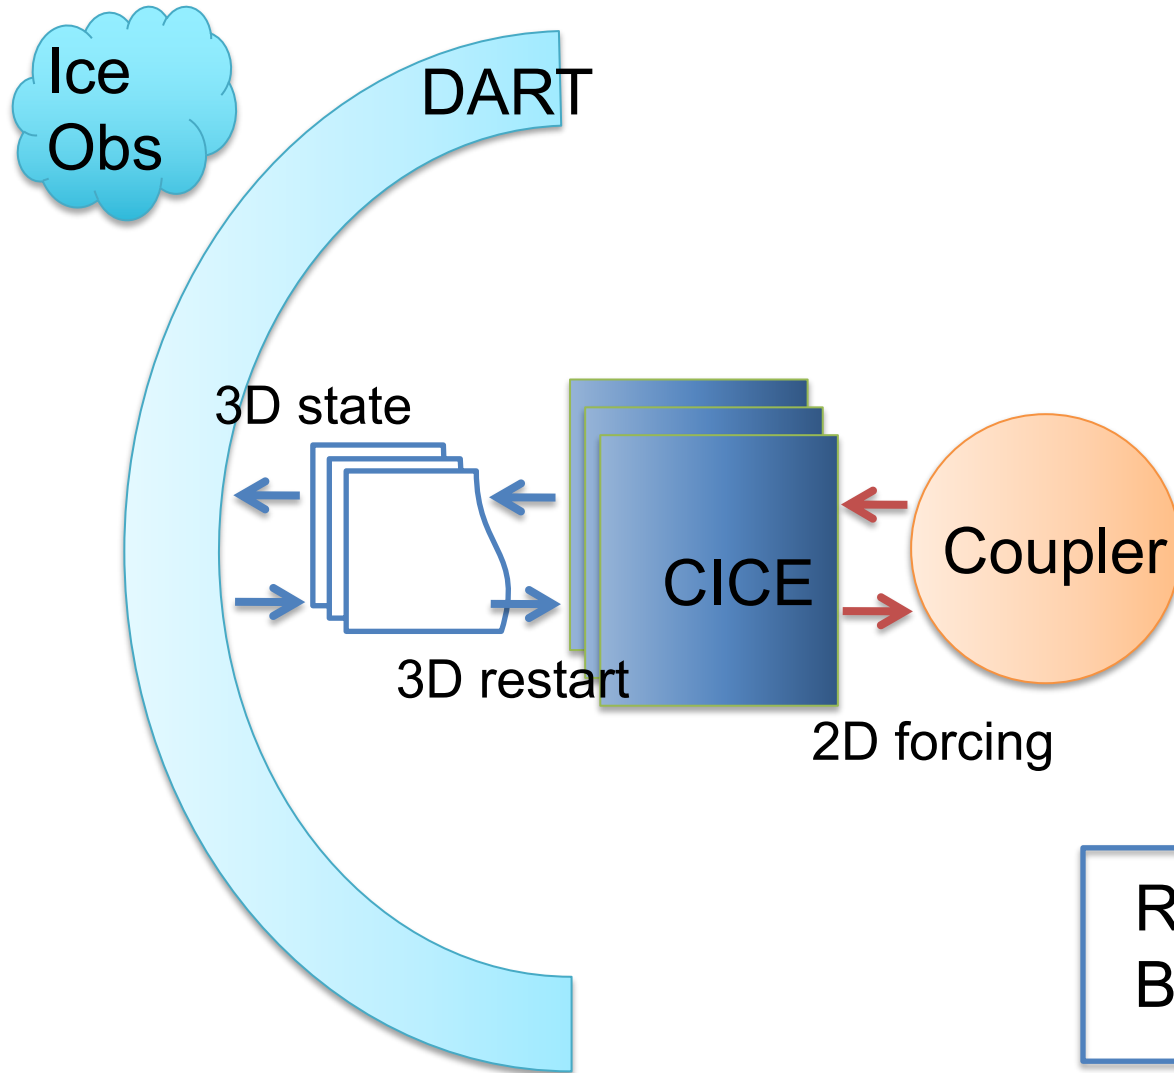 Ice
Obs
DART
3D state
CICE
Coupler
3D restart
2D forcing
R
B